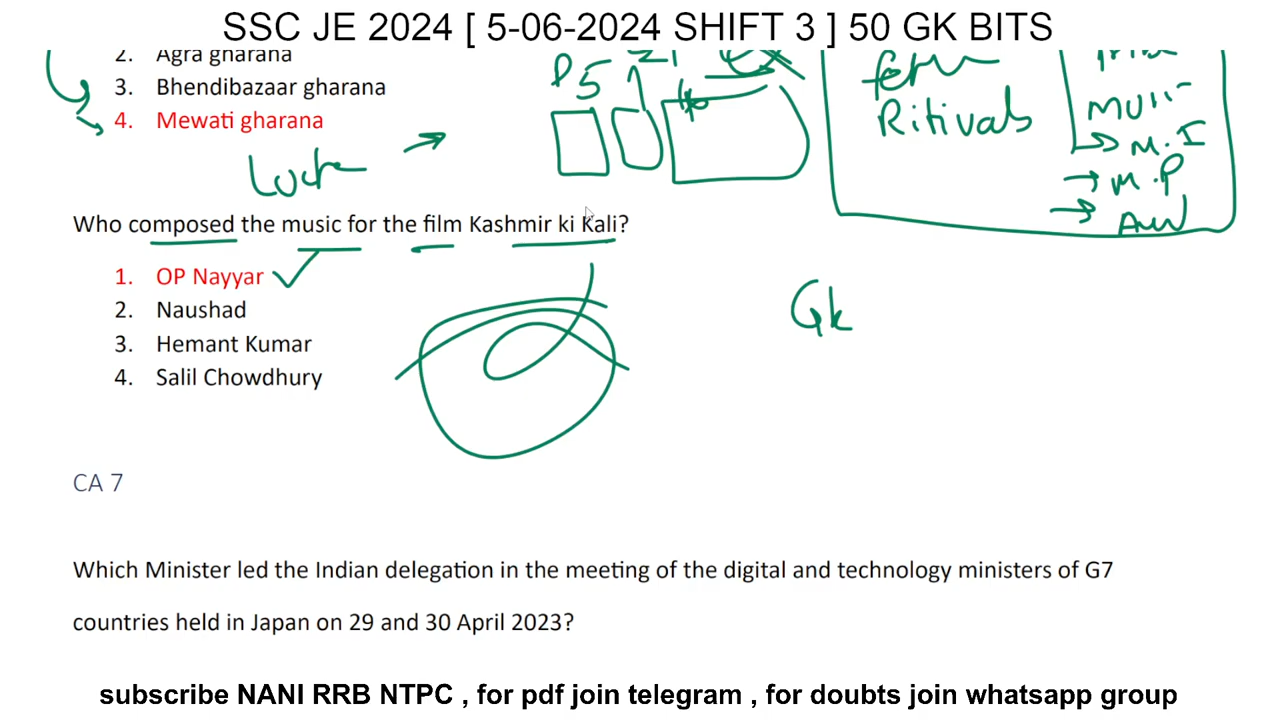 SSC JE 2024 [ 5-06-2024 SHIFT 3 ] 50 GK BITS
2. Agra gharana
3. Bhendibazaar gharana
4. Mewati gharana
P5
Ritivals
M.I
M.P
Who composed the music for the film Kashmir ki Kali?
1. OP Nayyar
2. Naushad
3. Hemant Kumar
4. Salil Chowdhury
Gk
CA 7
Which Minister led the Indian delegation in the meeting of the digital and technology ministers of G7
countries held in Japan on 29 and 30 April 2023?
subscribe NANI RRB NTPC , for pdf join telegram , for doubts join whatsapp group